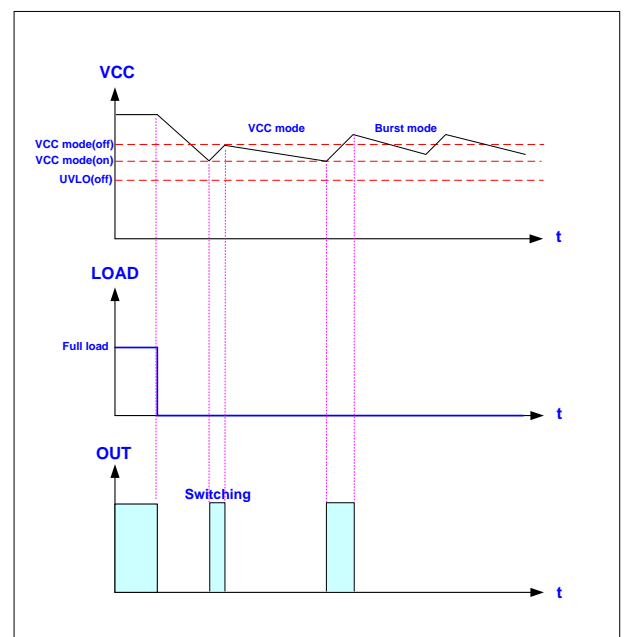 VCC
VCC mode
Burst mode
VCC mode(off)
VCC mode(on)
UVLO(off)
t
LOAD
Full load
t
OUT
Switching
t